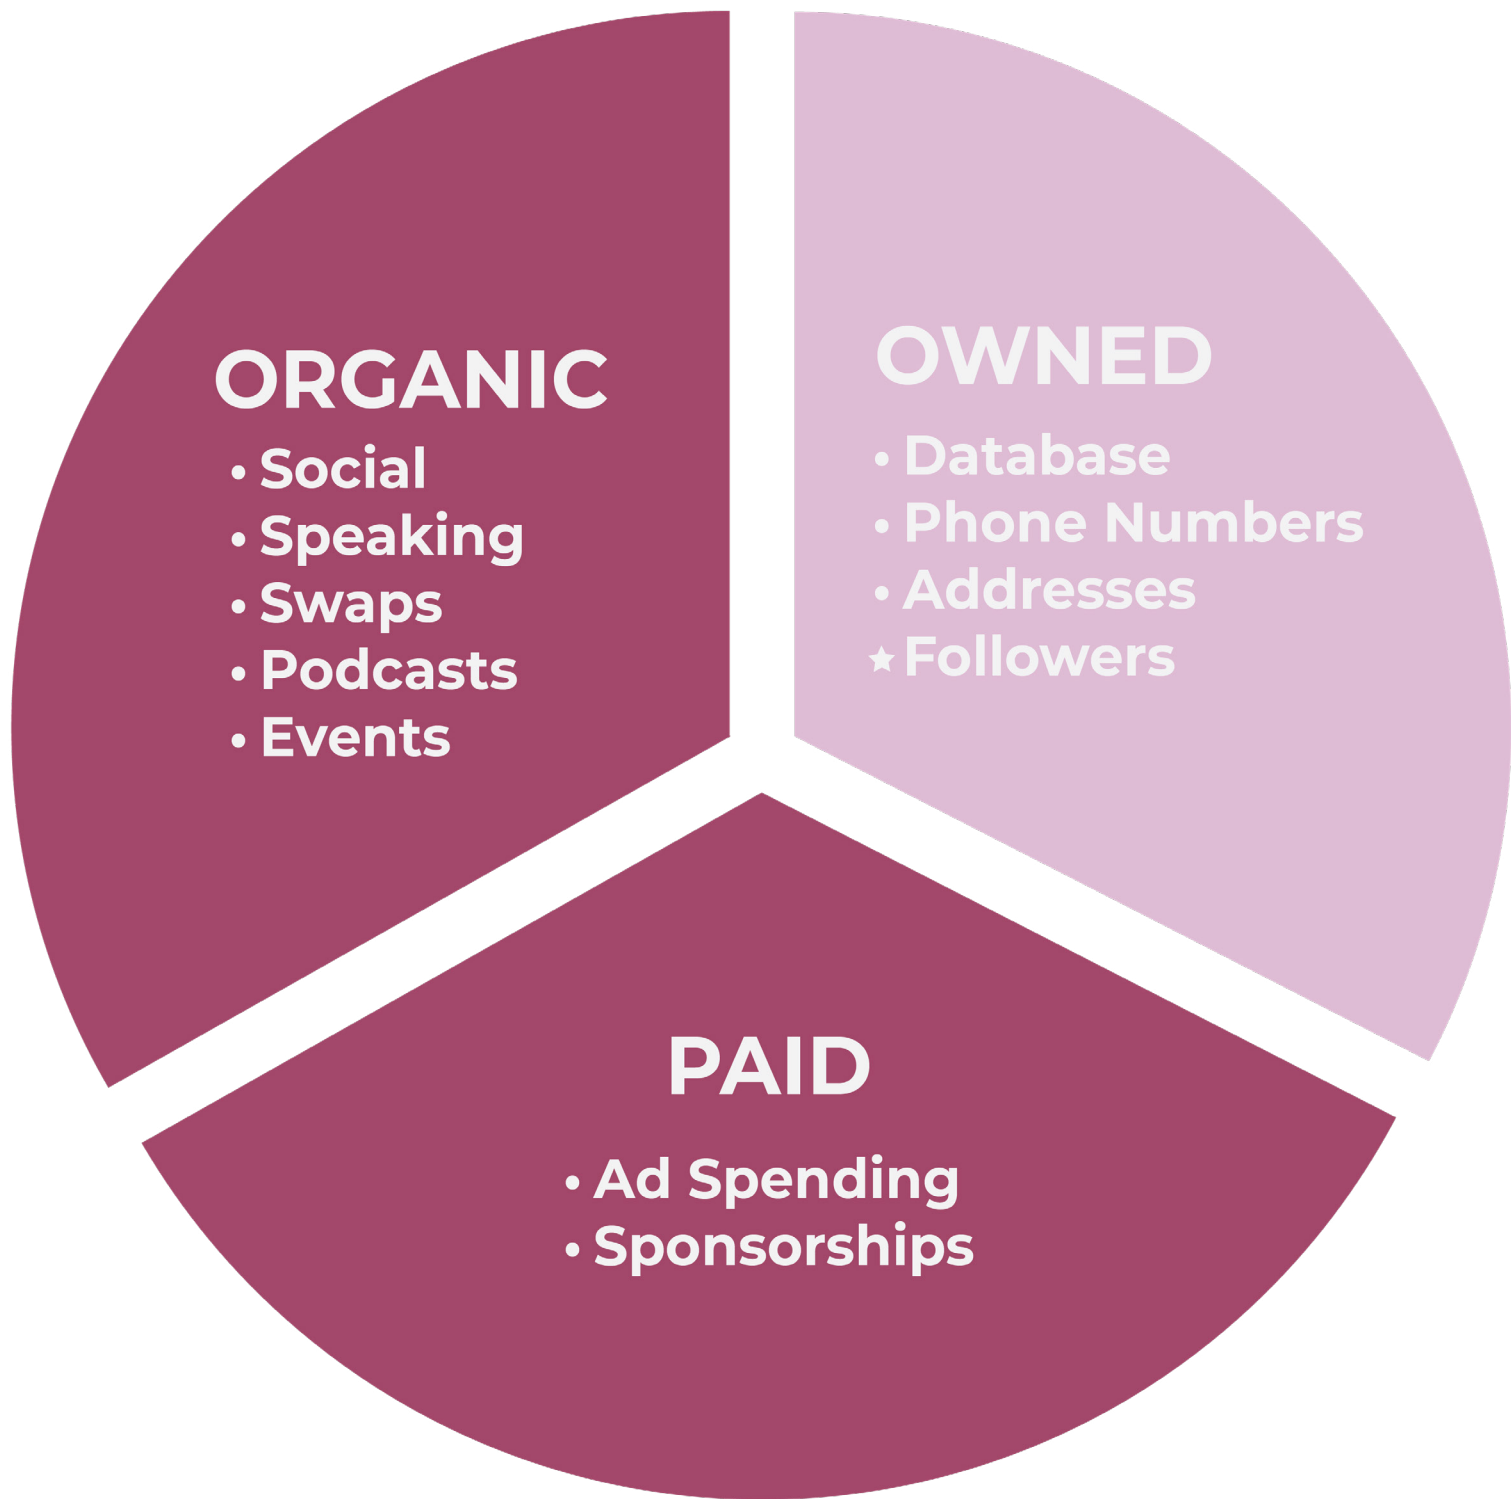 ORGANIC
• Social
• Speaking
• Swaps
• Podcasts
• Events
OWNED
• Database
• Phone Numbers
• Addresses
★ Followers
PAID
• Ad Spending
• Sponsorships